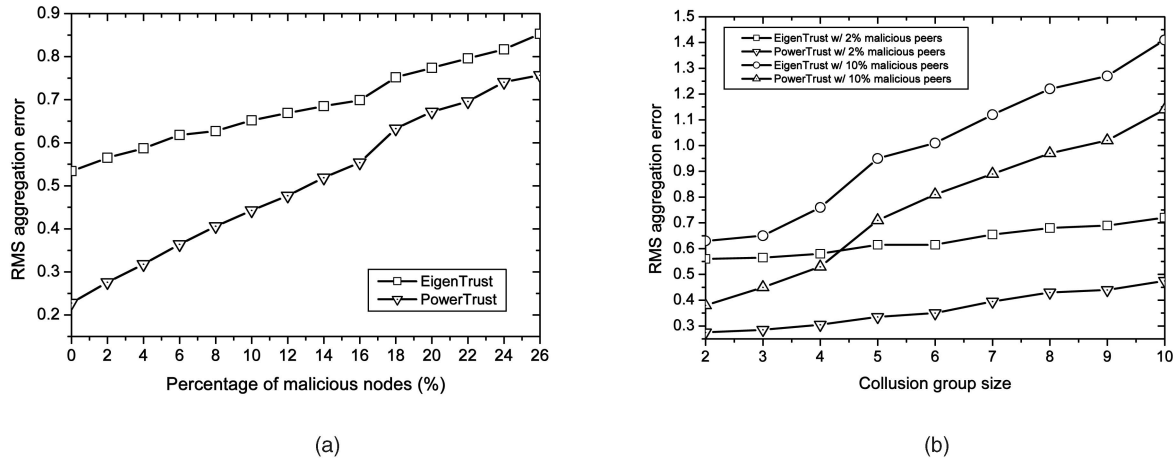 0.9
0.8
0.7
0.6
0.5
0.4
0.3
0.2
RMS aggregation error
EigenTrust
PowerTrust
0 2 4 6 8 10 12 14 16 18 20 22 24 26
Percentage of malicious nodes (%)
(a)
1.5
1.4
1.3
1.2
1.1
1.0
0.9
0.8
0.7
0.6
0.5
0.4
0.3
RMS aggregation error
EigenTrust w/ 2% malicious peers
PowerTrust w/ 2% malicious peers
EigenTrust w/ 10% malicious peers
PowerTrust w/ 10% malicious peers
2 3 4 5 6 7 8 9 10
Collusion group size
(b)